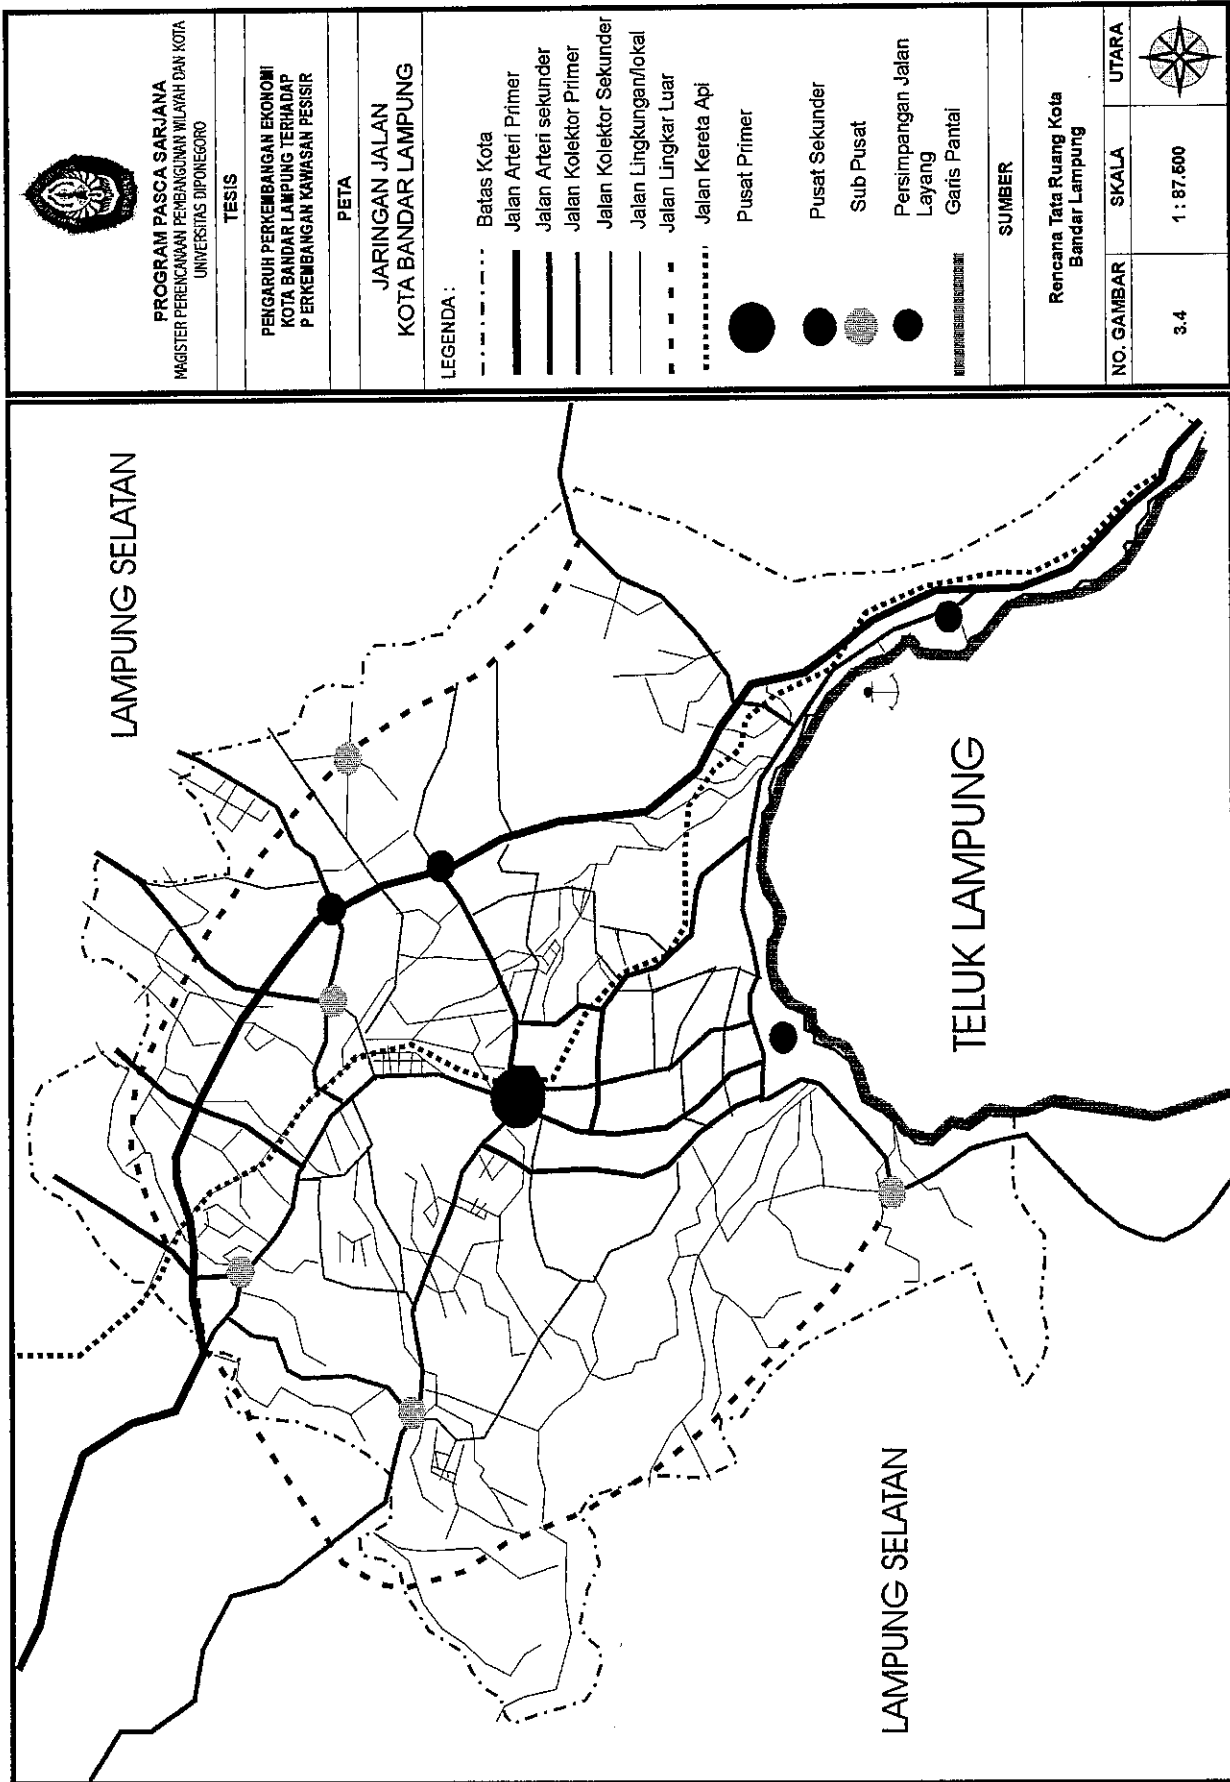 PROGRAM PASCA SARJANA
MAGISTER PERENCANAAN PEMBANGUNAN WILAYAH DAN KOTA
UNIVERSITAS DIPONEGORO
TESIS
PENGARUH PERKEMBANGAN EKONOMI
KOTA BANDAR LAMPUNG TERHADAP
PERKEMBANGAN KAWASAN PESISIR
PETA
JARINGAN JALAN
KOTA BANDAR LAMPUNG
LEGENDA :
Batas Kota
Jalan Arteri Primer
Jalan Arteri sekunder
Jalan Kolektor Primer
Jalan Kolektor Sekunder
Jalan Lingkungan/lokal
Jalan Lingkar Luar
Jalan Kereta Api
Pusat Primer
Pusat Sekunder
Sub Pusat
Persimpangan Jalan
Layang
Garis Pantai
SUMBER
Rencana Tata Ruang Kota
Bandar Lampung
NO. GAMBAR
SKALA
UTARA
3.4
1 : 87.500
LAMPUNG SELATAN
TELUK LAMPUNG
LAMPUNG SELATAN